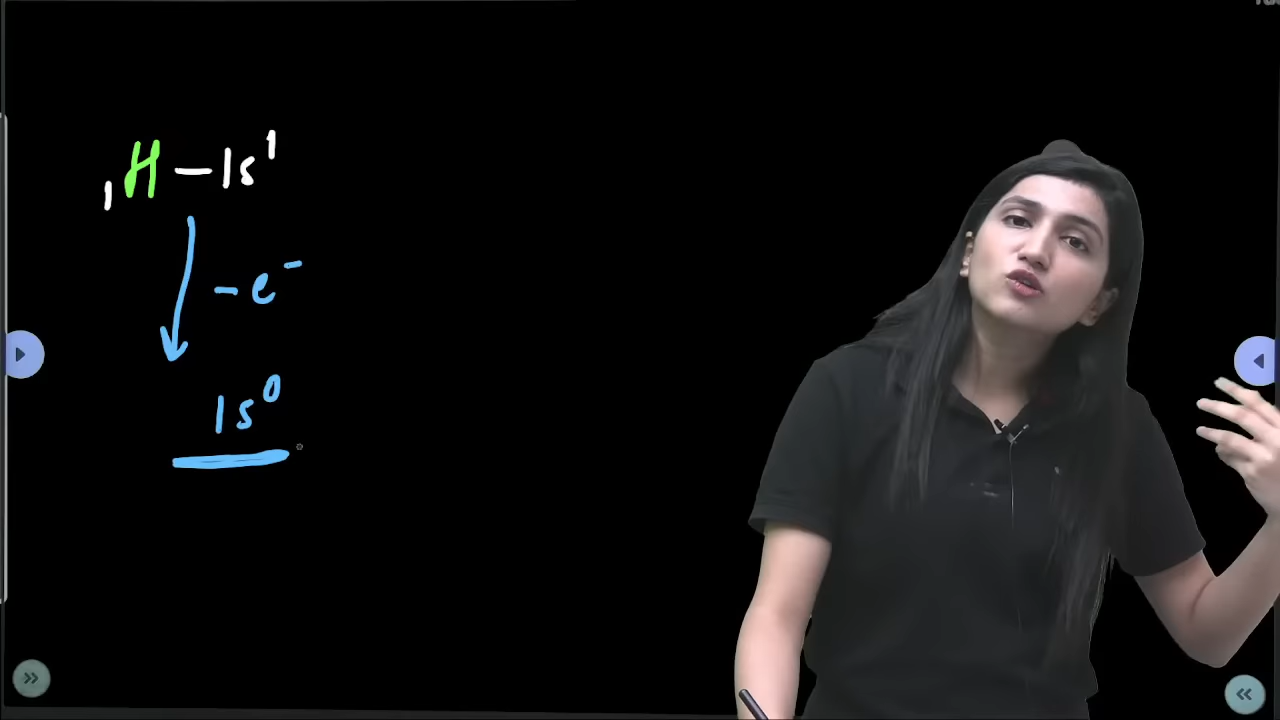 ₁H – 1s¹
– e⁻
1s⁰